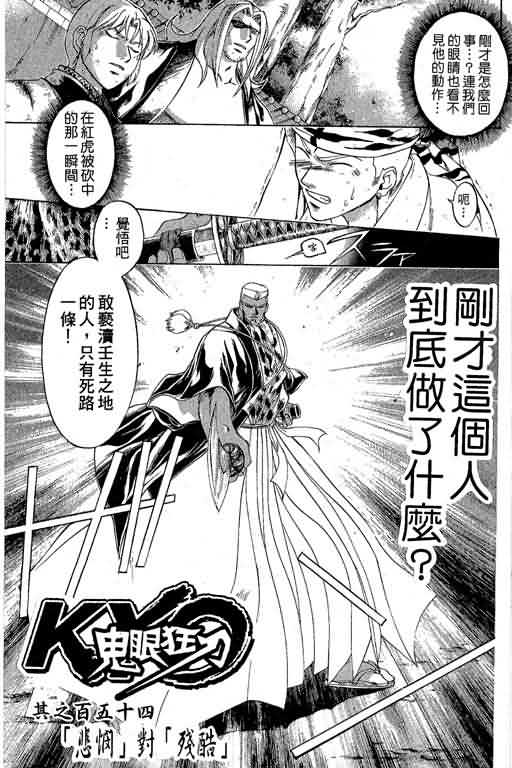 剛才是怎麼回
事…？連我們
的眼睛也看不
見他的動作…
在紅虎被砍中
的那一瞬間…
呃…
覺悟吧
…
剛才這個人
到底做了什麼？
敢褻瀆壬生之地
的人，只有死路
一條！
KYO
鬼眼狂刀
其之百五十四
「悲憫」對「殘酷」